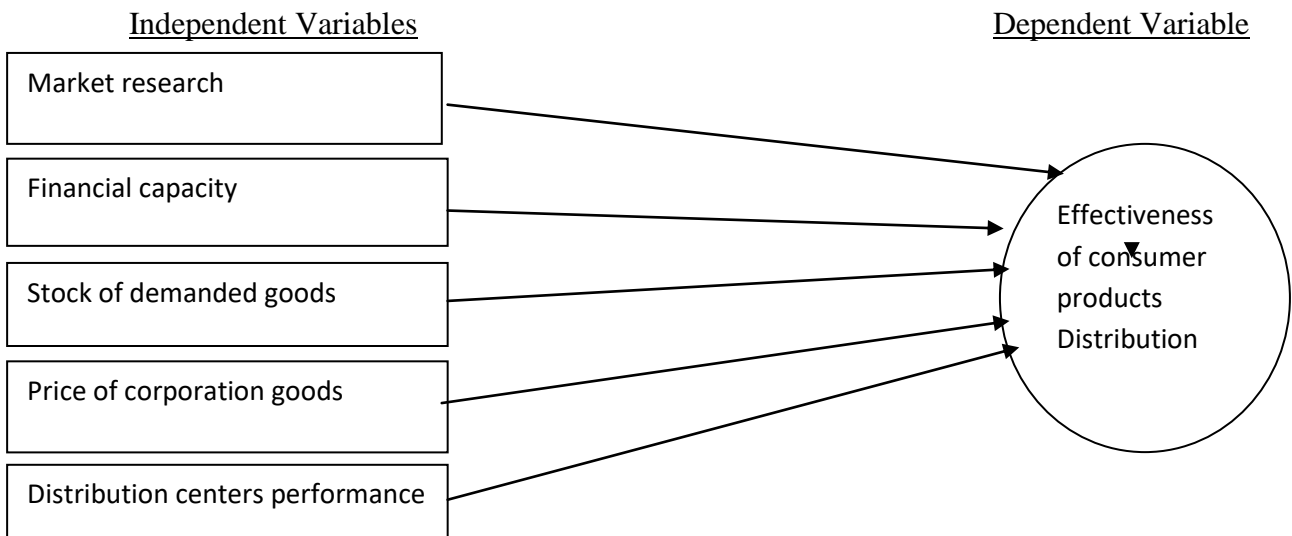 Independent Variables
Dependent Variable
Market research
Financial capacity
Stock of demanded goods
Price of corporation goods
Distribution centers performance
Effectiveness
of consumer
products
Distribution